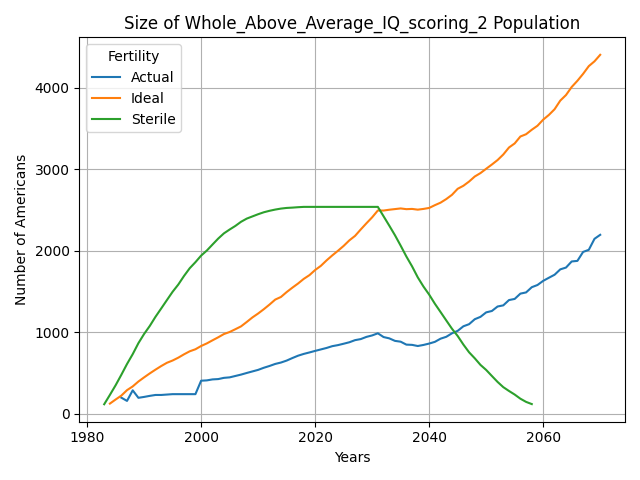 Size of Whole_Above_Average_IQ_scoring_2 Population
Fertility
Actual
Ideal
Sterile
Number of Americans
4000
3000
2000
1000
0
1980
2000
2020
2040
2060
Years